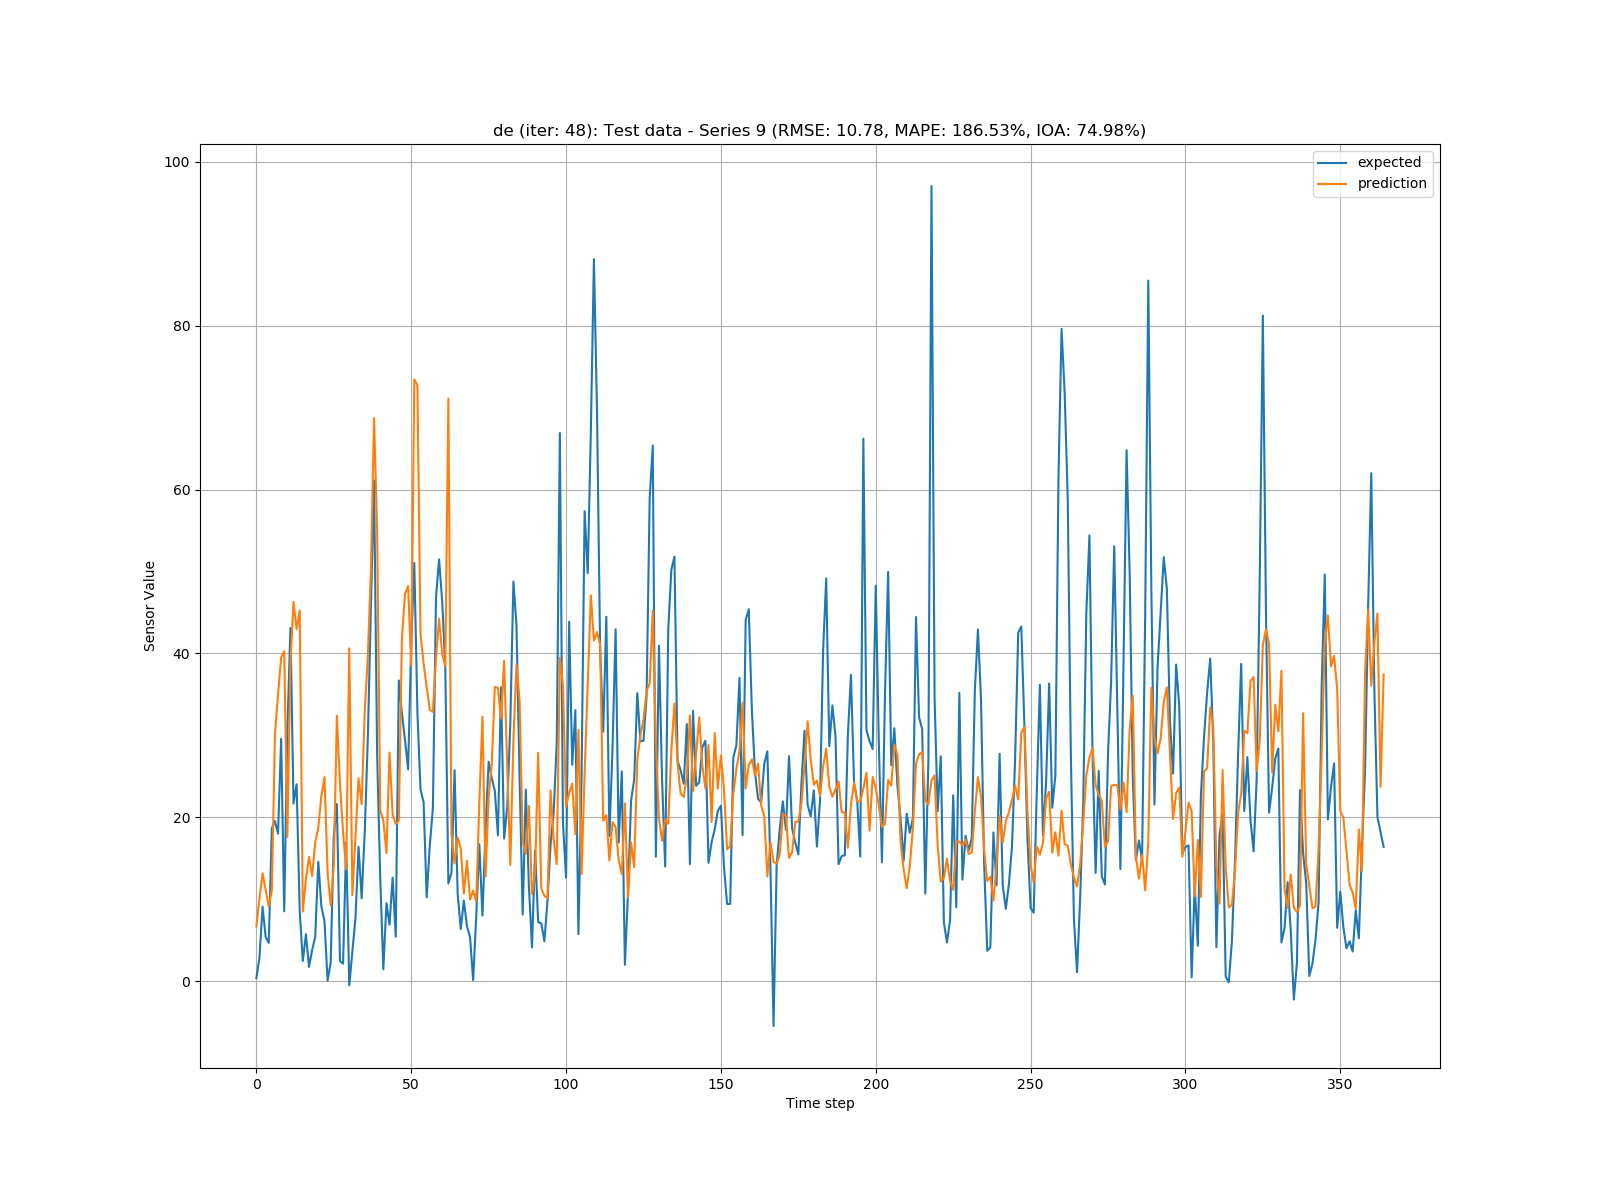 de (iter: 48): Test data - Series 9 (RMSE: 10.78, MAPE: 186.53%, IOA: 74.98%)
expected
prediction
100
80
60
40
20
0
Sensor Value
0 50 100 150 200 250 300 350
Time step